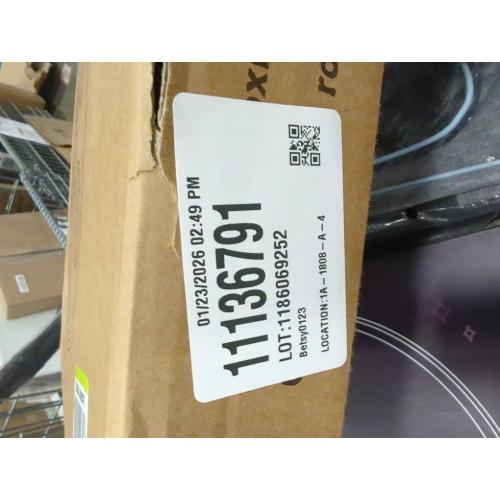 01/23/2026 02:49 PM
11136791
LOT:1186069252
Betsy0123
LOCATION:1A-1808-A-4